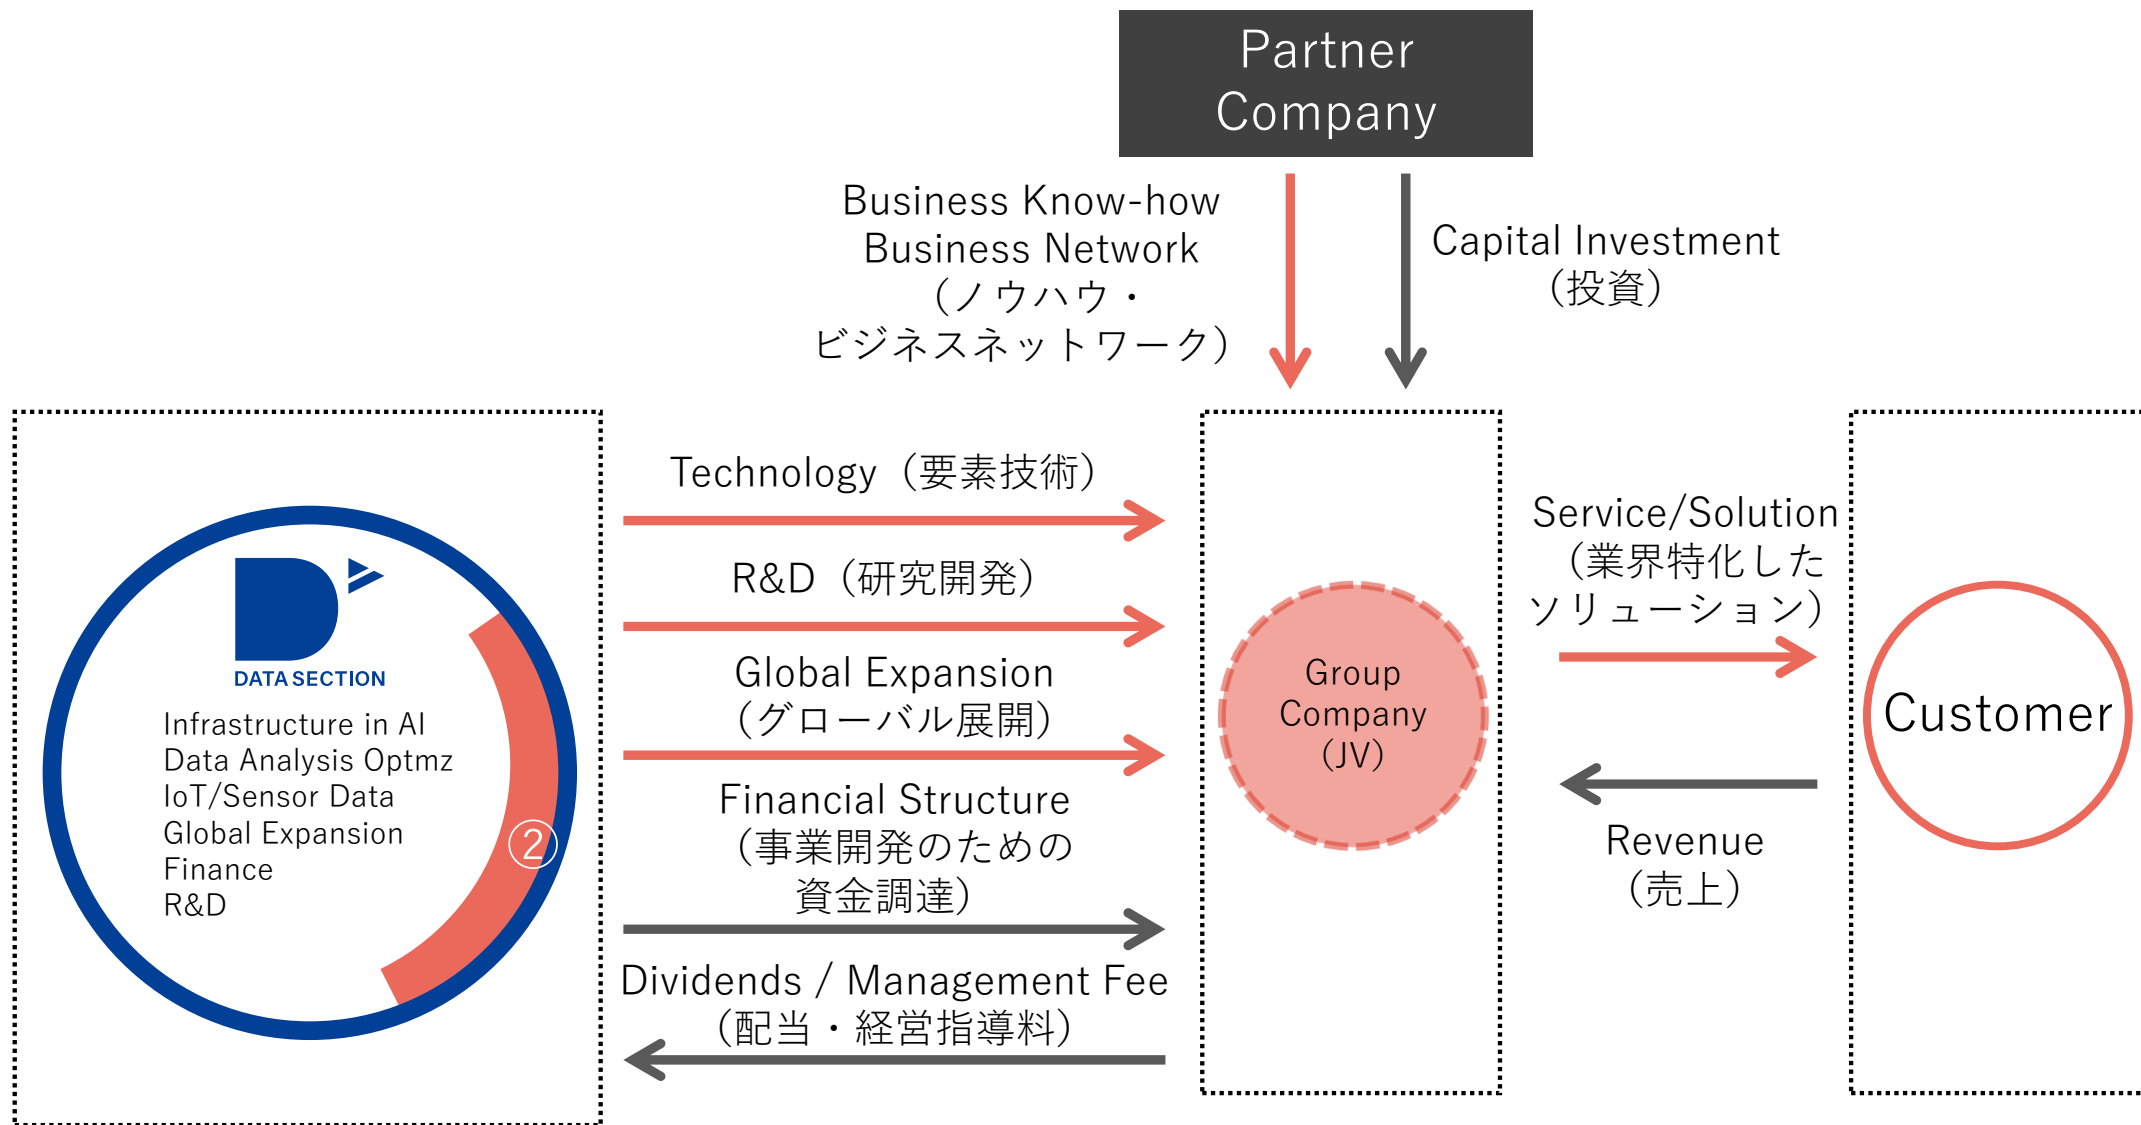 Partner
Company
Business Know-how
Business Network
（ノウハウ・
ビジネスネットワーク）
Capital Investment
（投資）
DATA SECTION
Infrastructure in AI
Data Analysis Optmz
IoT/Sensor Data
Global Expansion
Finance
R&D
②
Technology（要素技術）
R&D（研究開発）
Global Expansion
（グローバル展開）
Financial Structure
（事業開発のための
資金調達）
Dividends / Management Fee
（配当・経営指導料）
Group
Company
（JV）
Service/Solution
（業界特化した
ソリューション）
Revenue
（売上）
Customer